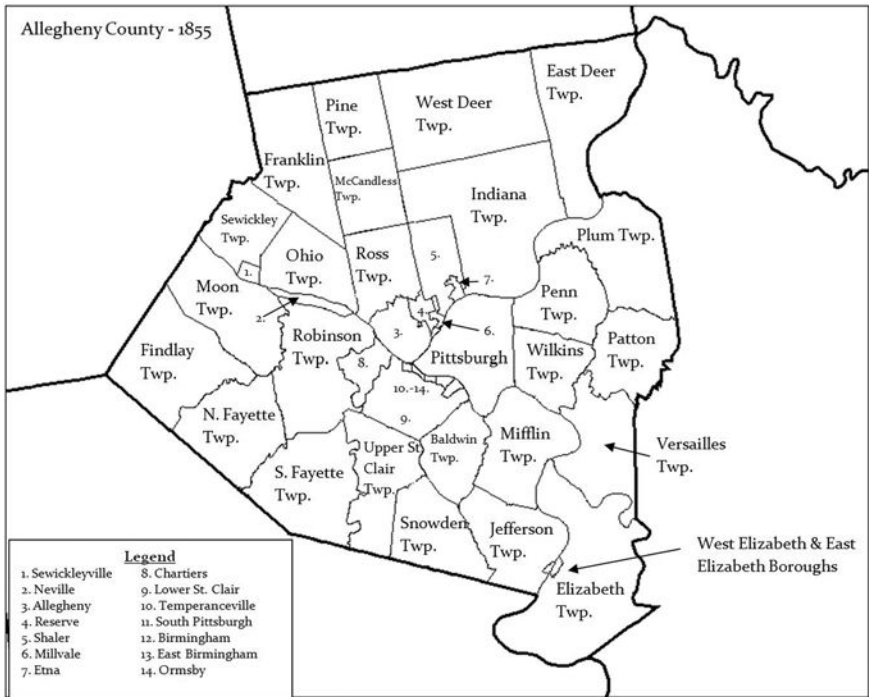 Allegheny County - 1855
East Deer
Twp.
Pine
Twp.
West Deer
Twp.
Franklin
Twp.
McCandless
Twp.
Indiana
Twp.
Sewickley
Twp.
Ohio
Twp.
Ross
Twp.
5.
Plum Twp.
1.
7.
Moon
Twp.
Penn
Twp.
2.
4.
3.
6.
Robinson
Twp.
Pittsburgh
Wilkins
Twp.
Patton
Twp.
Findlay
Twp.
8.
10.-14.
9.
N. Fayette
Twp.
Upper St.
Clair
Twp.
Baldwin
Twp.
Mifflin
Twp.
Versailles
Twp.
S. Fayette
Twp.
Snowden
Twp.
Jefferson
Twp.
West Elizabeth & East
Elizabeth Boroughs
Elizabeth
Twp.
Legend
1. Sewickleyville
2. Neville
3. Allegheny
4. Reserve
5. Shaler
6. Millvale
7. Etna
8. Chartiers
9. Lower St. Clair
10. Temperanceville
11. South Pittsburgh
12. Birmingham
13. East Birmingham
14. Ormsby